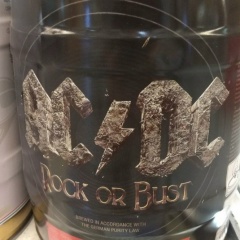 AC⚡DC
ROCK OR BUST
BREWED IN ACCORDANCE WITH
THE GERMAN PURITY LAW